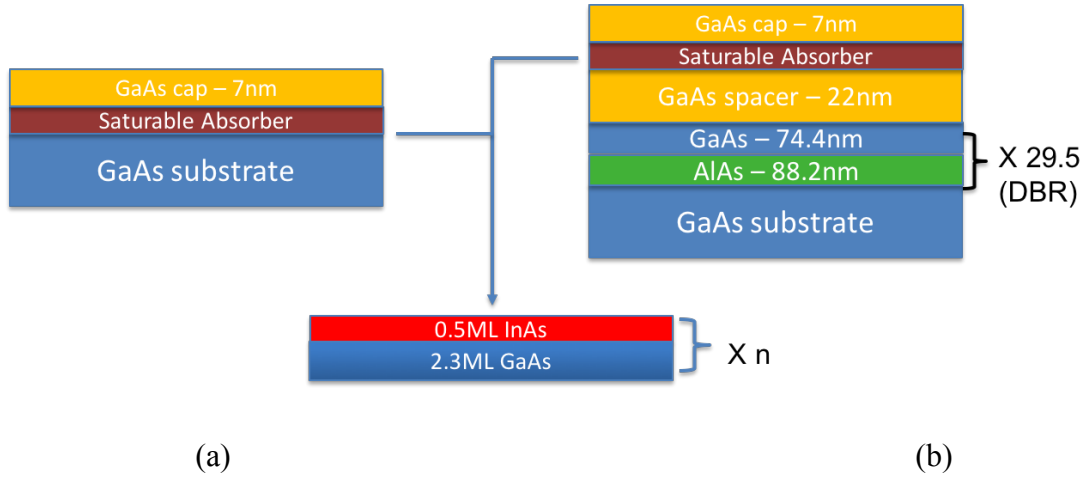 GaAs cap – 7nm
Saturable Absorber
GaAs substrate
GaAs cap – 7nm
Saturable Absorber
GaAs spacer – 22nm
GaAs – 74.4nm
AlAs – 88.2nm
GaAs substrate
X 29.5
(DBR)
0.5ML InAs
2.3ML GaAs
X n
(a)
(b)